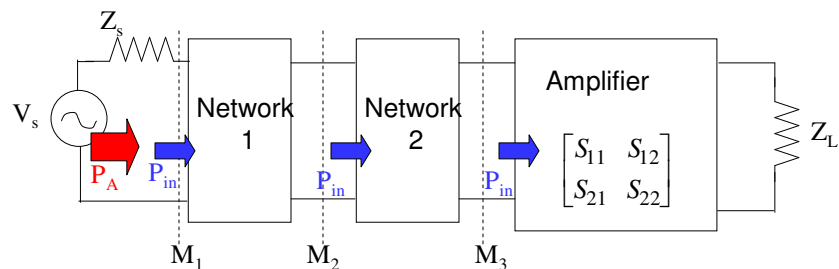 Z_s
V_s
P_A
P_in
Network
1
P_in
Network
2
P_in
Amplifier
S_11 S_12
S_21 S_22
Z_L
M_1
M_2
M_3